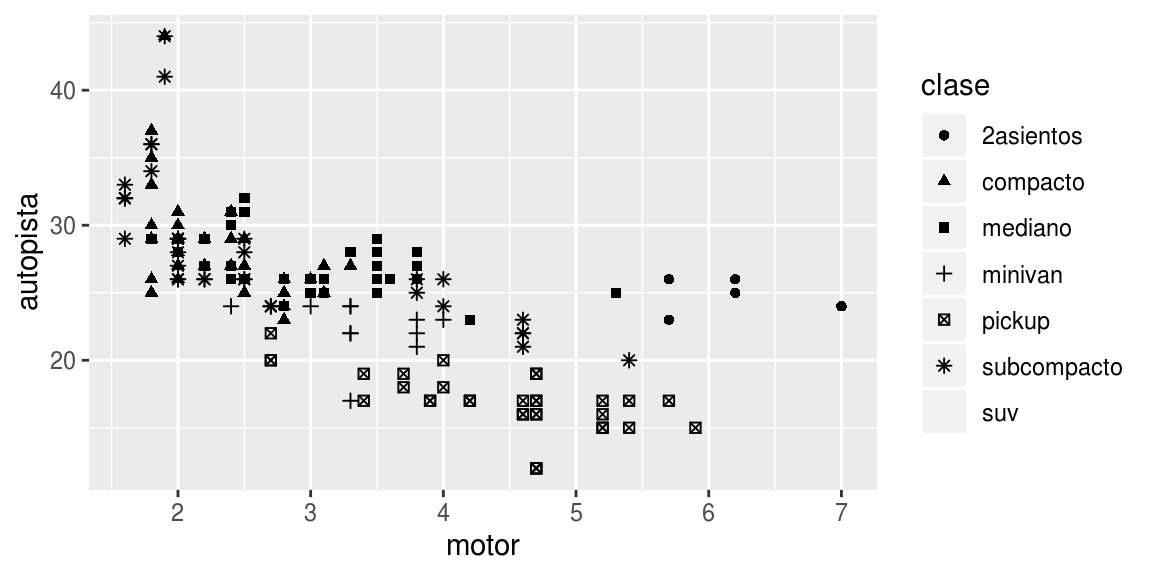 40
30
20
autopista
2 3 4 5 6 7
motor
clase
2asientos
compacto
mediano
minivan
pickup
subcompacto
suv